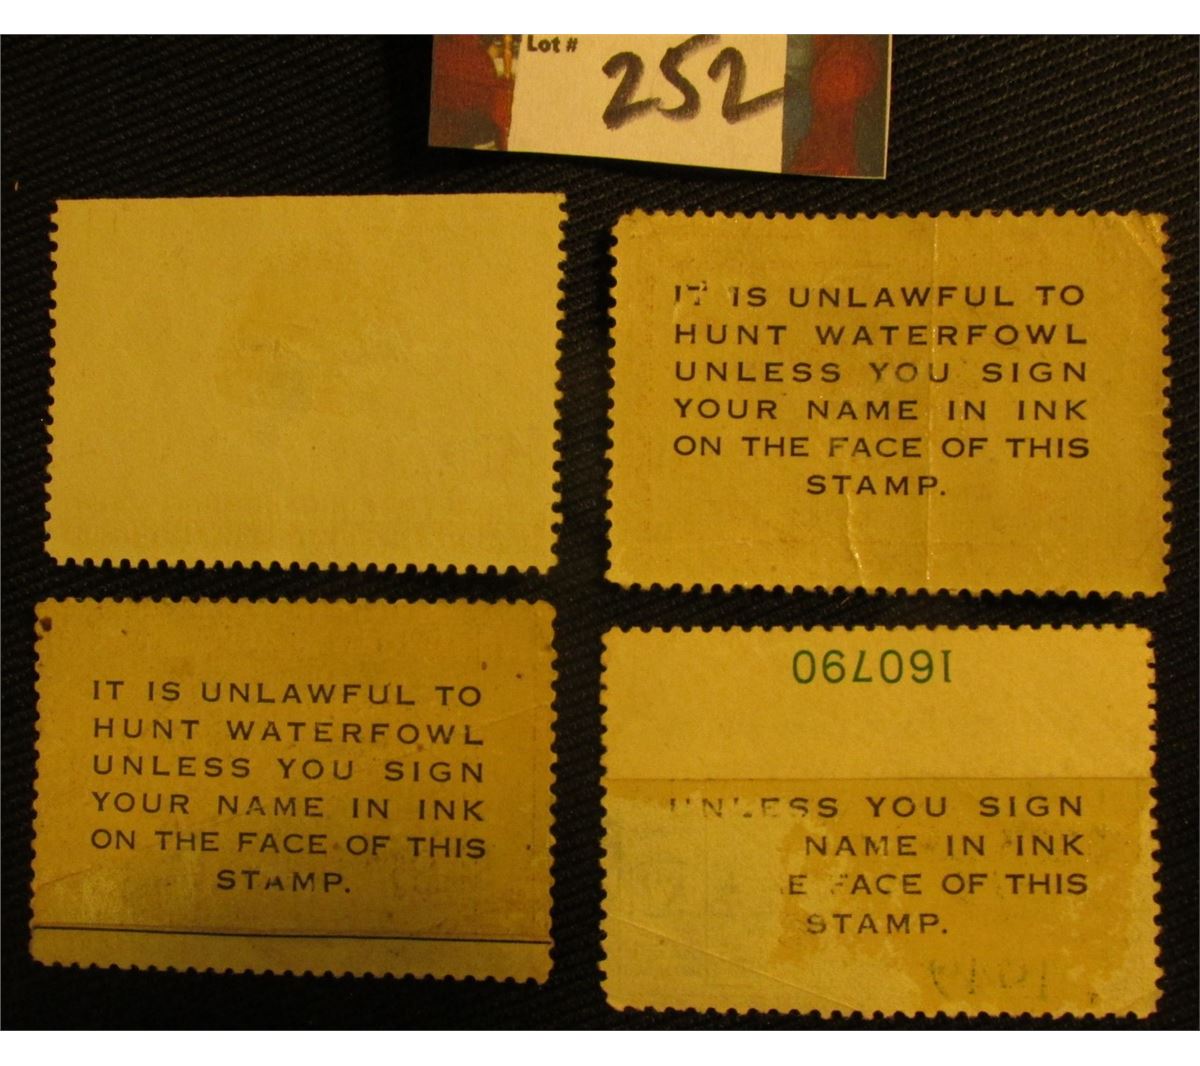 Lot # 252
IT IS UNLAWFUL TO
HUNT WATERFOWL
UNLESS YOU SIGN
YOUR NAME IN INK
ON THE FACE OF THIS
STAMP.
IT IS UNLAWFUL TO
HUNT WATERFOWL
UNLESS YOU SIGN
YOUR NAME IN INK
ON THE FACE OF THIS
STAMP.
160790
UNLESS YOU SIGN
NAME IN INK
E FACE OF THIS
STAMP.